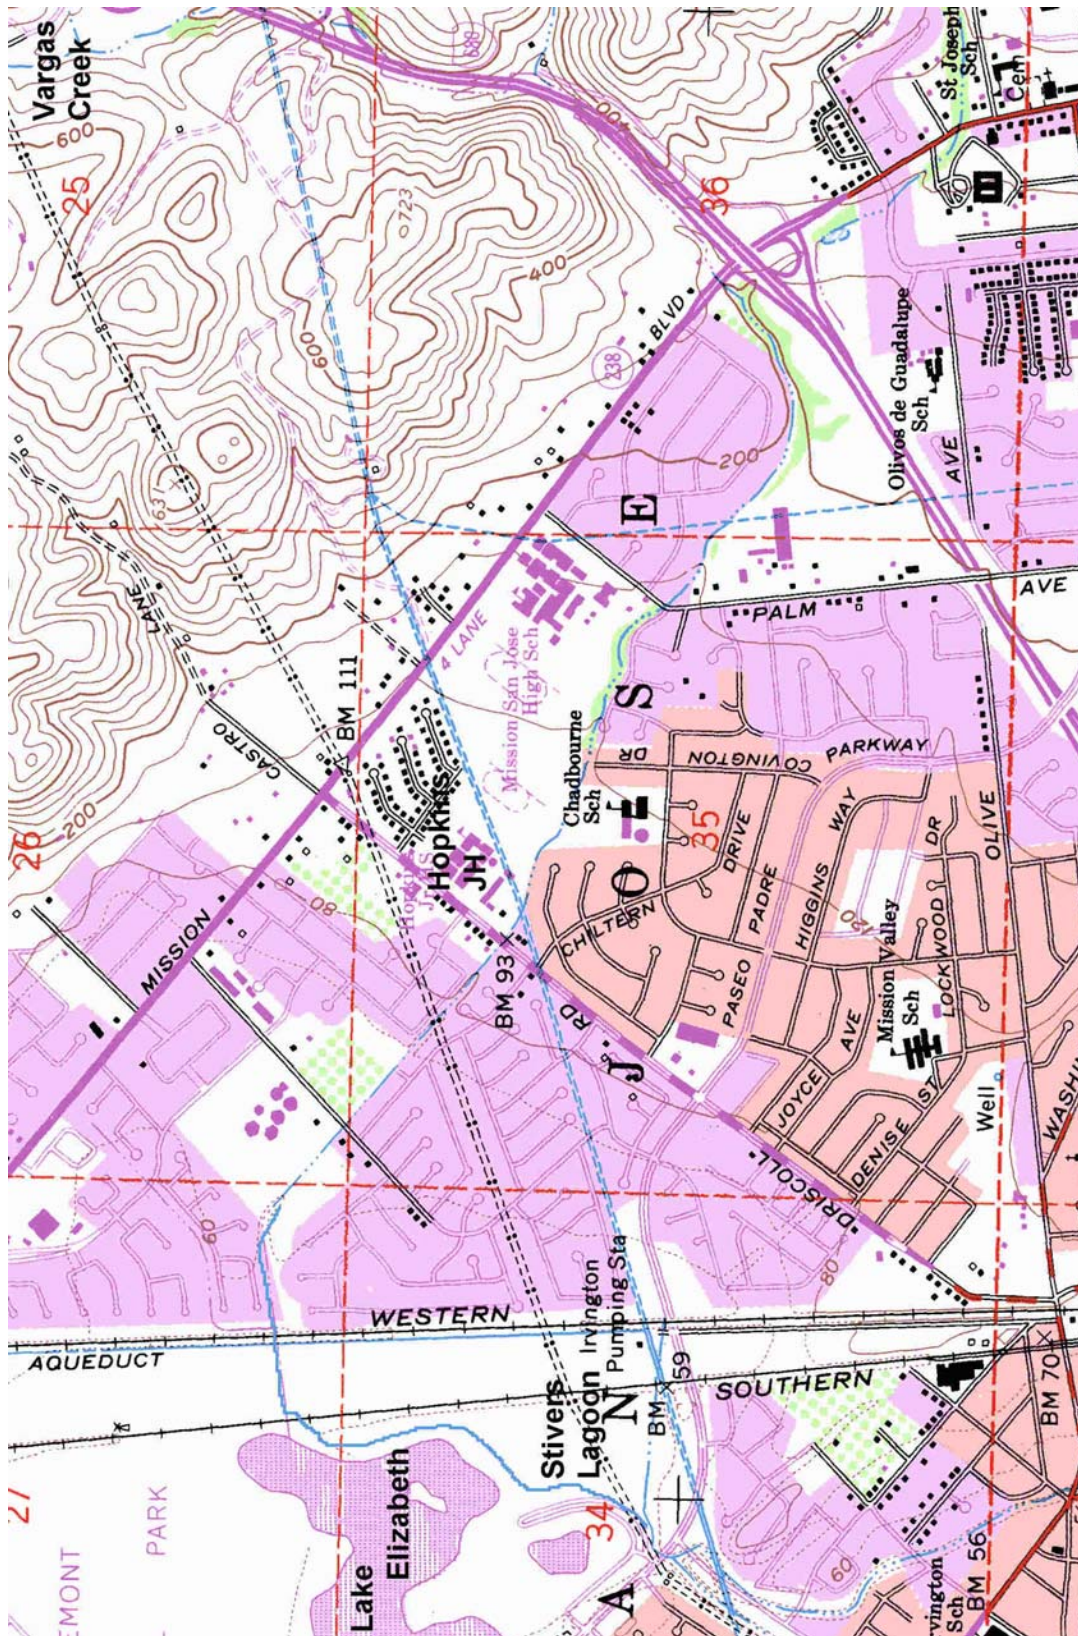 Vargas
Creek
680
St Joseph
Sch
Cem
600
25
723
400
36
400
600
BLVD
238
Olivos de Guadalupe
Sch
AVE
200
631
E
LANE
4 LANE
PALM
AVE
BM 111
Mission San Jose
High Sch
S
CASTRO
DR
COVINGTON
PARKWAY
Chadbourne
Sch
26
200
Hopkins
JH
35
DRIVE
WAY
DR
OLIVE
O
80
PADRE
HIGGINS
120
CHILTERN
LOCKWOOD
MISSION
BM 93
PASEO
Mission Valley
Sch
RD
AVE
J
JOYCE
ST
Well
DENISE
DRISCOLL
60
80
WESTERN
Irvington
Pumping Sta
AQUEDUCT
BM 59
SOUTHERN
BM 70
Stivers
Lagoon
N
Lake
Elizabeth
27
PARK
34
60
BM 56
Sch
A